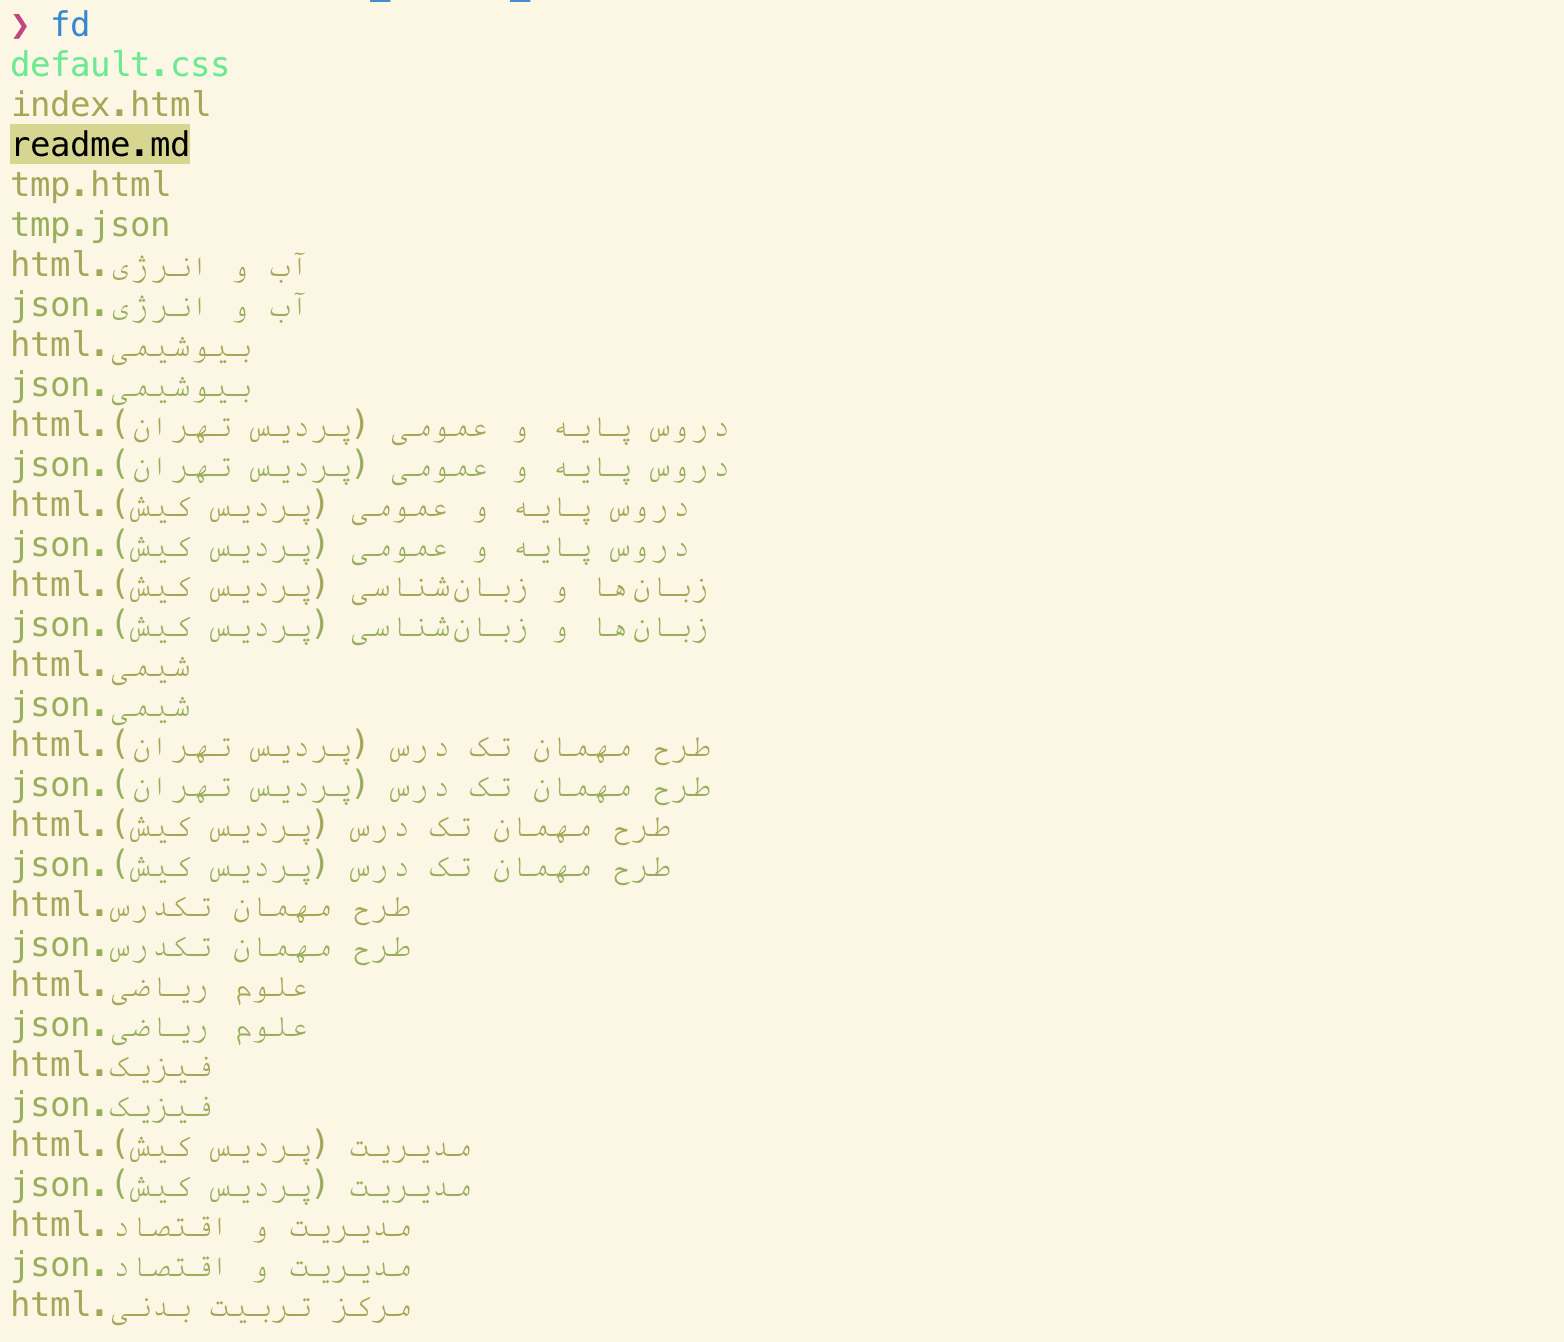 ❯ fd
default.css
index.html
readme.md
tmp.html
tmp.json
آب و انرژی.html
آب و انرژی.json
بیوشیمی.html
بیوشیمی.json
دروس پایه و عمومی (پردیس تهران).html
دروس پایه و عمومی (پردیس تهران).json
دروس پایه و عمومی (پردیس کیش).html
دروس پایه و عمومی (پردیس کیش).json
زبان‌ها و زبان‌شناسی (پردیس کیش).html
زبان‌ها و زبان‌شناسی (پردیس کیش).json
شیمی.html
شیمی.json
طرح مهمان تک درس (پردیس تهران).html
طرح مهمان تک درس (پردیس تهران).json
طرح مهمان تک درس (پردیس کیش).html
طرح مهمان تک درس (پردیس کیش).json
طرح مهمان تکدرس.html
طرح مهمان تکدرس.json
علوم ریاضی.html
علوم ریاضی.json
فیزیک.html
فیزیک.json
مدیریت (پردیس کیش).html
مدیریت (پردیس کیش).json
مدیریت و اقتصاد.html
مدیریت و اقتصاد.json
مرکز تربیت بدنی.html